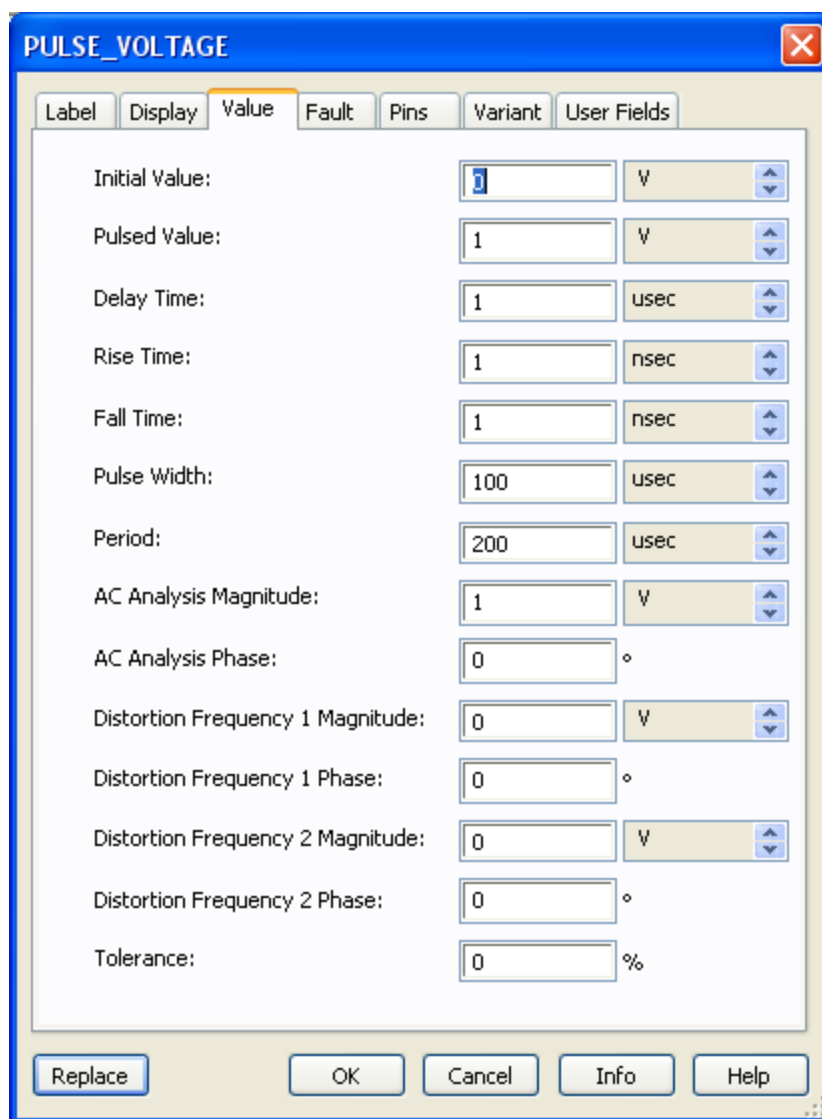 PULSE_VOLTAGE
Label Display Value Fault Pins Variant User Fields
Initial Value: 0 V
Pulsed Value: 1 V
Delay Time: 1 usec
Rise Time: 1 nsec
Fall Time: 1 nsec
Pulse Width: 100 usec
Period: 200 usec
AC Analysis Magnitude: 1 V
AC Analysis Phase: 0 °
Distortion Frequency 1 Magnitude: 0 V
Distortion Frequency 1 Phase: 0 °
Distortion Frequency 2 Magnitude: 0 V
Distortion Frequency 2 Phase: 0 °
Tolerance: 0 %
Replace OK Cancel Info Help